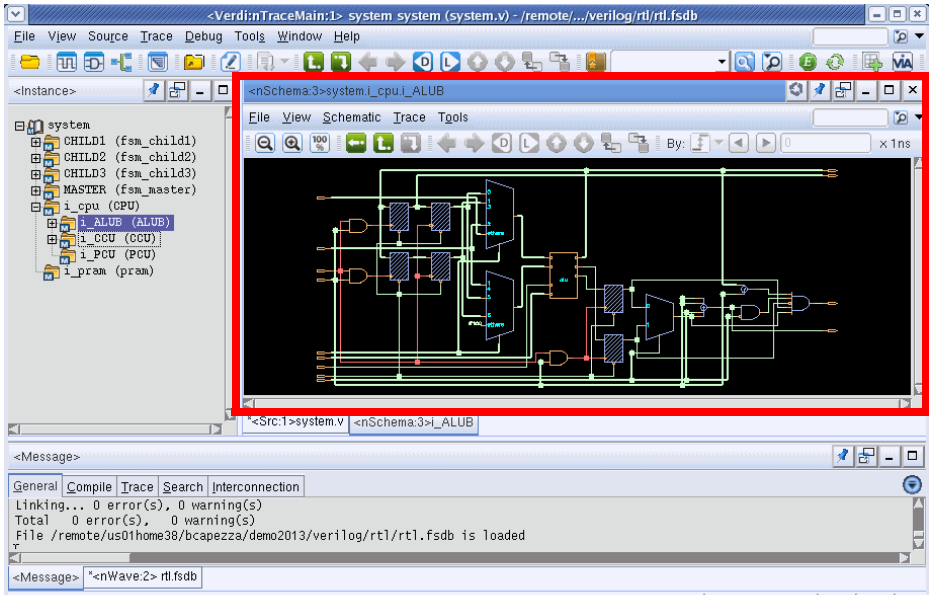 <Verdi:nTraceMain:1> system system (system.v) - /remote/.../verilog/rtl/rtl.fsdb
File View Source Trace Debug Tools Window Help
<Instance>
system
CHILD1 (fsm_child1)
CHILD2 (fsm_child2)
CHILD3 (fsm_child3)
MASTER (fsm_master)
i_cpu (CPU)
i_ALUB (ALUB)
i_CCU (CCU)
i_PCU (PCU)
i_pram (pram)
<nSchema:3>system.i_cpu.i_ALUB
File View Schematic Trace Tools
100 By: 0 x 1ns
alu
others
*<Src:1>system.v <nSchema:3>i_ALUB
<Message>
General Compile Trace Search Interconnection
Linking... 0 error(s), 0 warning(s)
Total 0 error(s), 0 warning(s)
File /remote/us01home38/bcapezza/demo2013/verilog/rtl/rtl.fsdb is loaded
<Message> *<nWave:2> rtl.fsdb